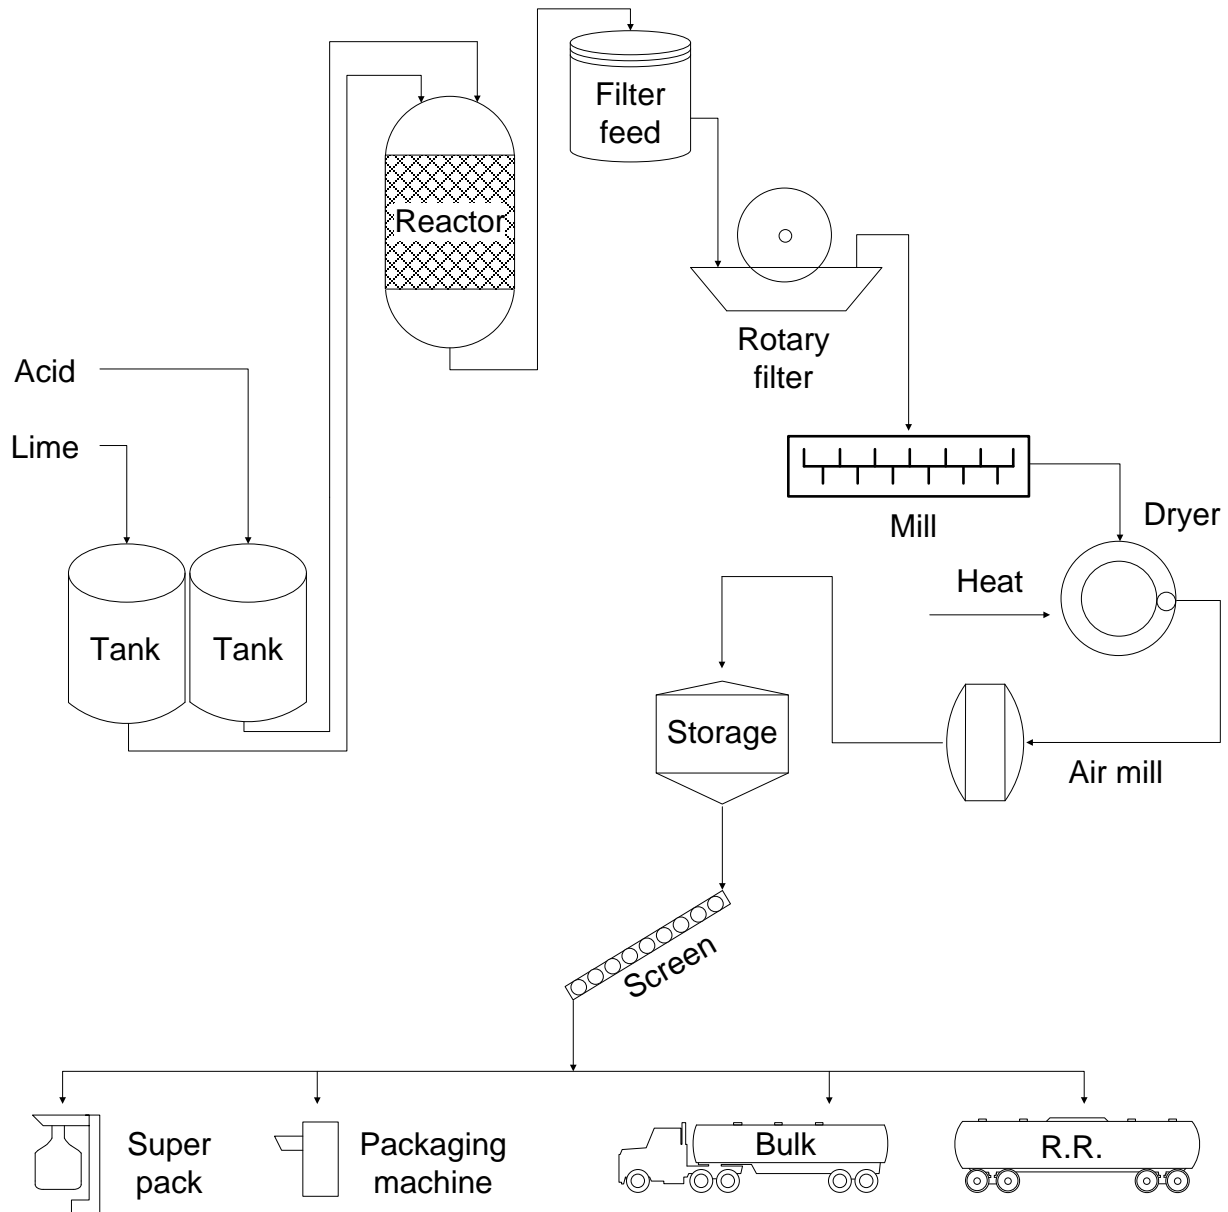 Filter
feed
Reactor
Rotary
filter
Acid
Lime
Mill
Dryer
Heat
Tank
Tank
Storage
Air mill
Screen
Super
pack
Packaging
machine
Bulk
R.R.